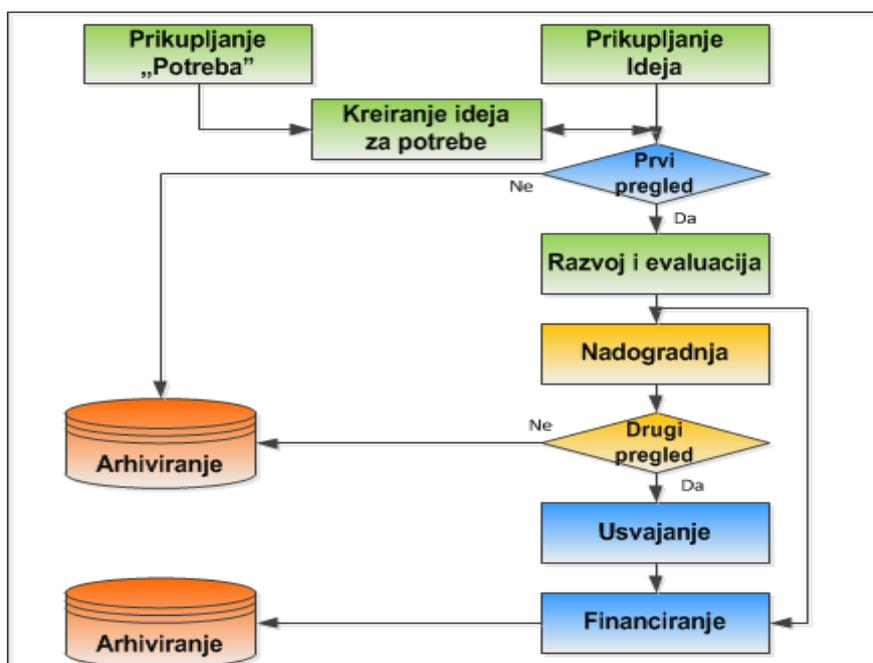 Prikupljanje
„Potreba”
Prikupljanje
Ideja
Kreiranje ideja
za potrebe
Prvi
pregled
Ne
Da
Razvoj i evaluacija
Nadogradnja
Ne
Drugi
pregled
Arhiviranje
Da
Usvajanje
Financiranje
Arhiviranje